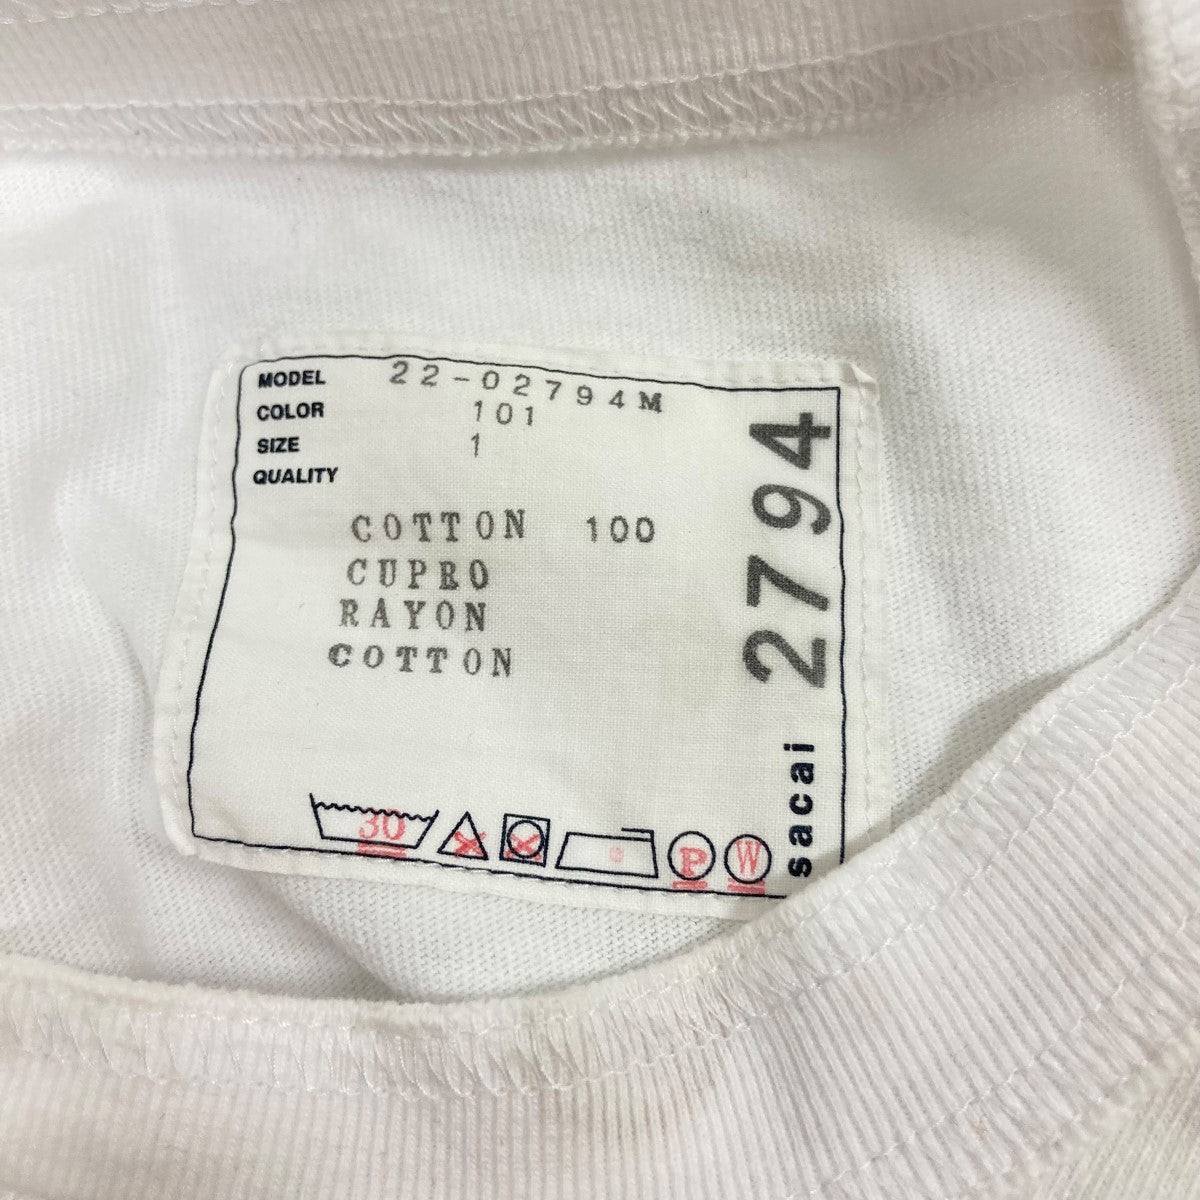 MODEL 22-02794M
COLOR 101
SIZE 1
QUALITY
COTTON 100
CUPRO
RAYON
COTTON
30
P
W
2794
sacai